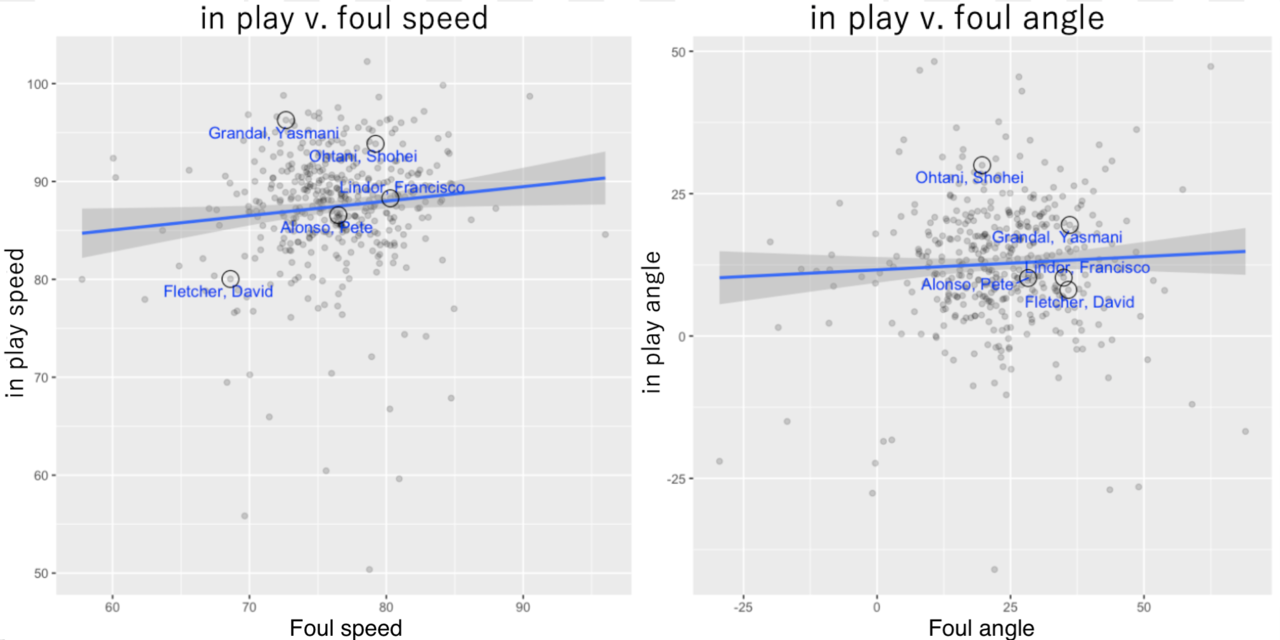 in play v. foul speed
in play speed
100
90
80
70
60
50
Grandal, Yasmani
Ohtani, Shohei
Lindor, Francisco
Alonso, Pete
Fletcher, David
60
70
80
90
Foul speed
in play v. foul angle
in play angle
50
25
0
-25
Ohtani, Shohei
Grandal, Yasmani
Lindor, Francisco
Alonso, Pete
Fletcher, David
-25
0
25
50
Foul angle